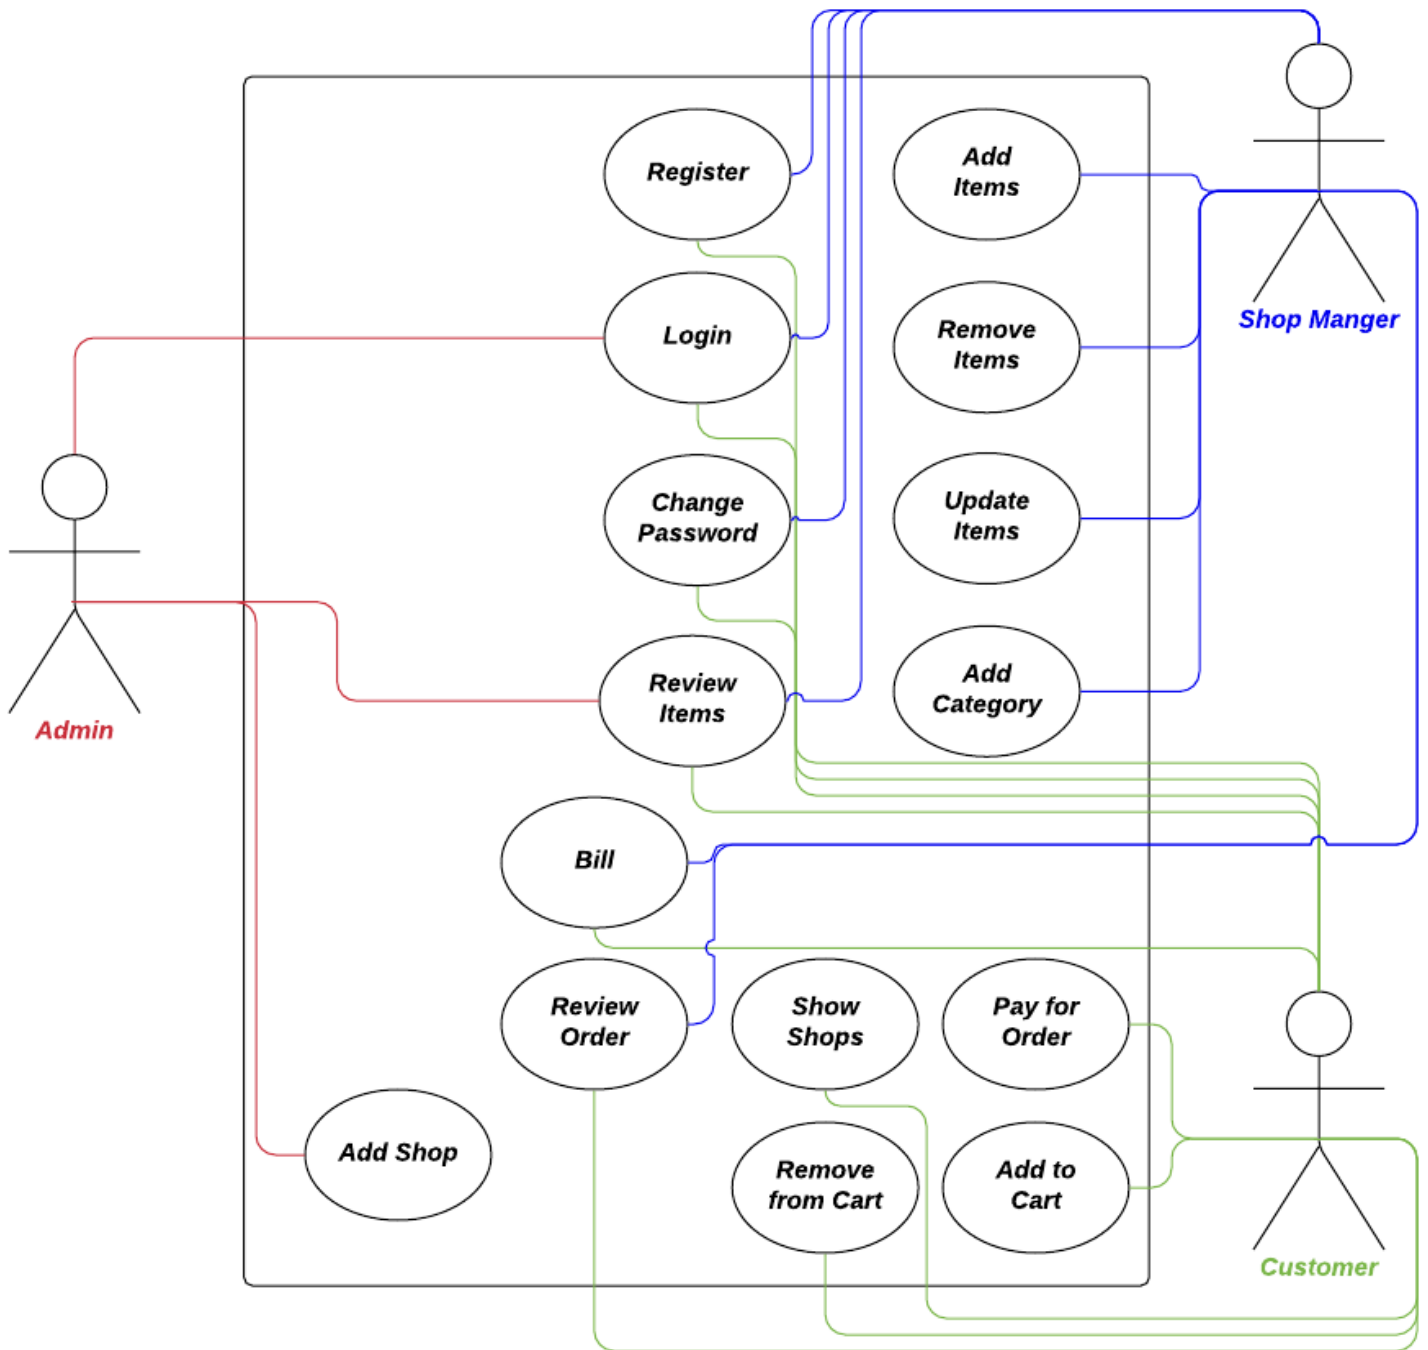 Register
Add
Items
Shop Manger
Login
Remove
Items
Change
Password
Update
Items
Review
Items
Add
Category
Admin
Bill
Review
Order
Show
Shops
Pay for
Order
Add Shop
Remove
from Cart
Add to
Cart
Customer